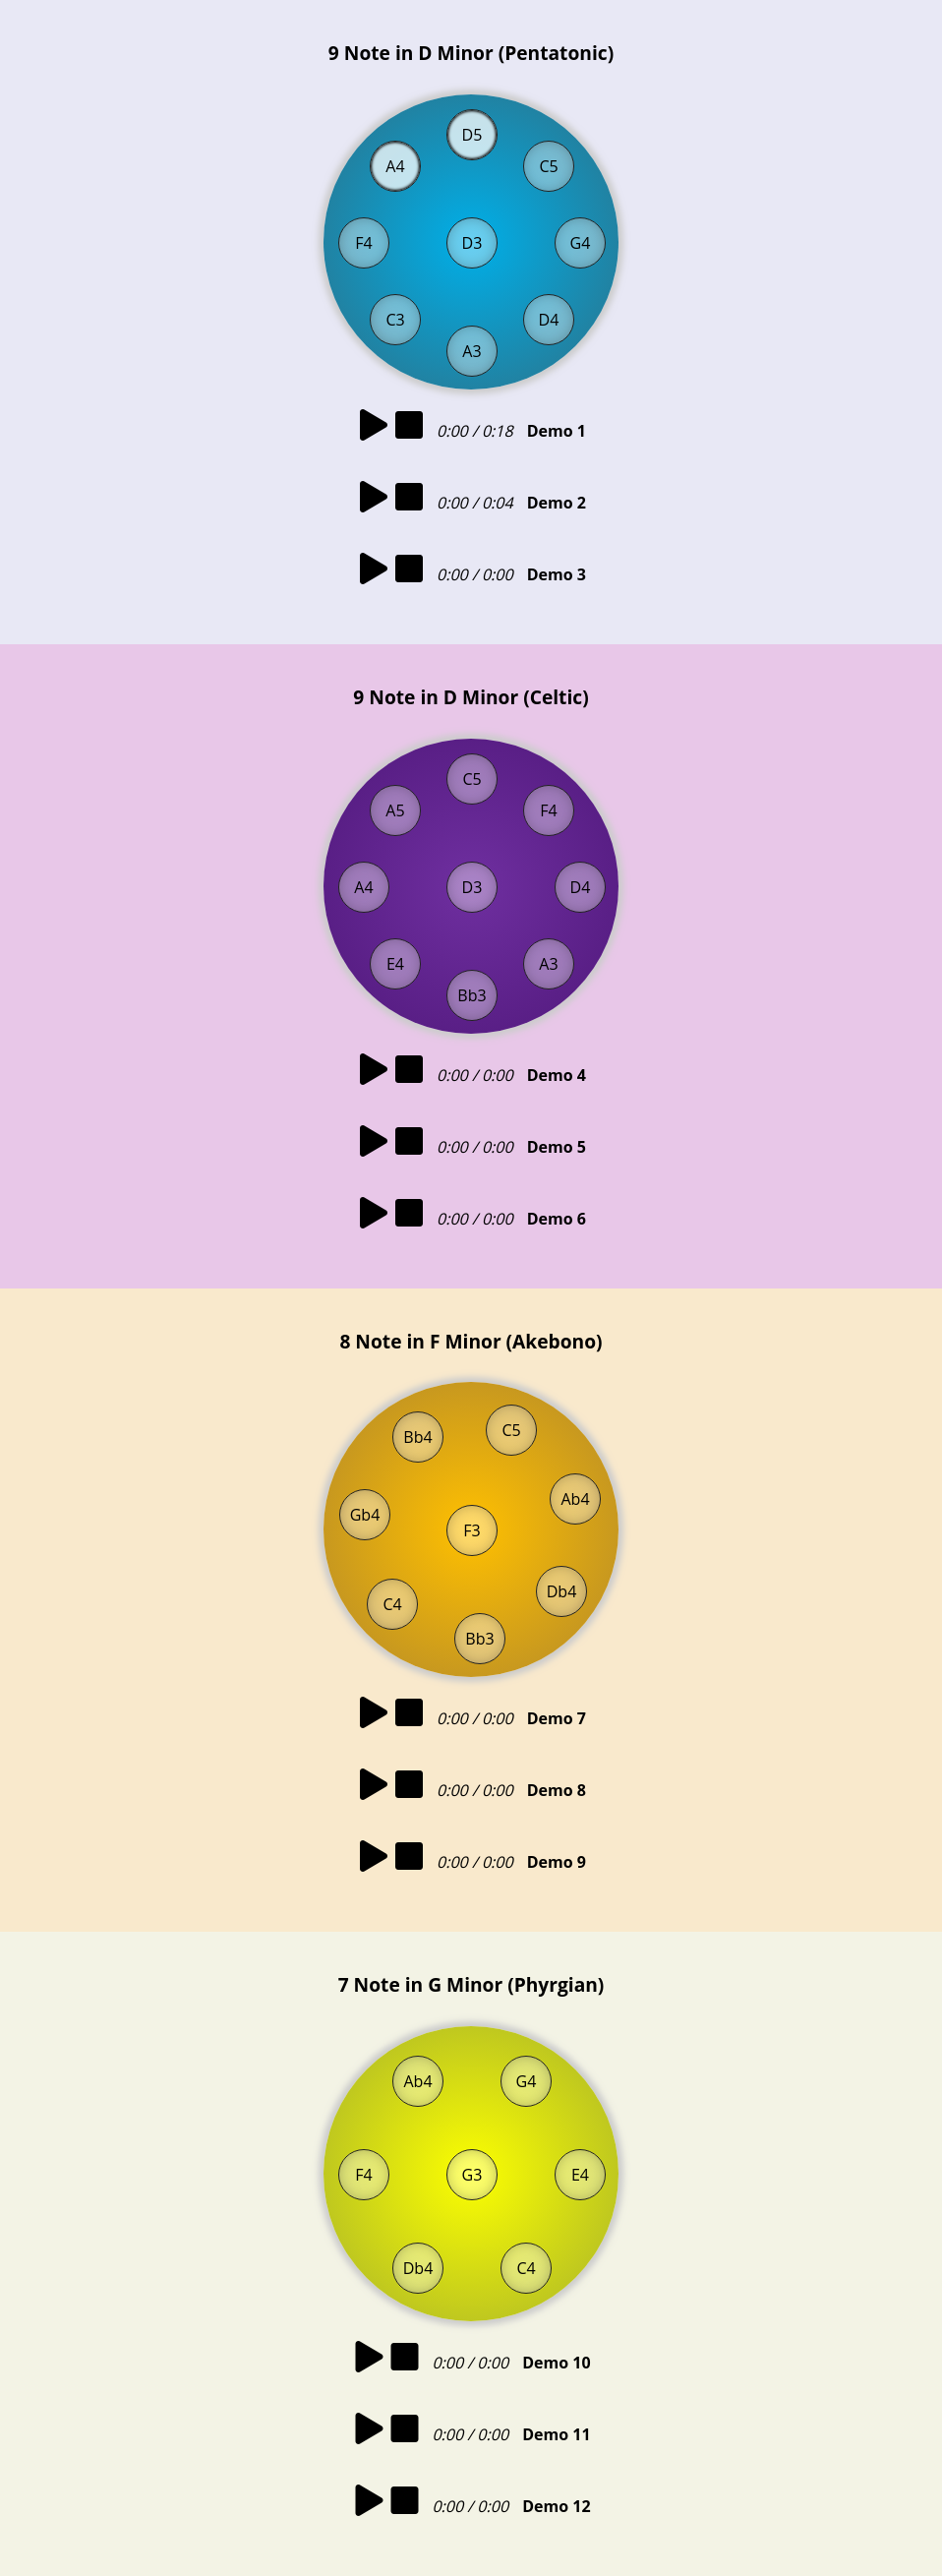 9 Note in D Minor (Pentatonic)
D5
A4
C5
F4
D3
G4
C3
D4
A3
0:00 / 0:18 Demo 1
0:00 / 0:04 Demo 2
0:00 / 0:00 Demo 3
9 Note in D Minor (Celtic)
C5
A5
F4
A4
D3
D4
E4
A3
Bb3
0:00 / 0:00 Demo 4
0:00 / 0:00 Demo 5
0:00 / 0:00 Demo 6
8 Note in F Minor (Akebono)
C5
Bb4
Ab4
Gb4
F3
Db4
C4
Bb3
0:00 / 0:00 Demo 7
0:00 / 0:00 Demo 8
0:00 / 0:00 Demo 9
7 Note in G Minor (Phyrgian)
Ab4
G4
F4
G3
E4
Db4
C4
0:00 / 0:00 Demo 10
0:00 / 0:00 Demo 11
0:00 / 0:00 Demo 12